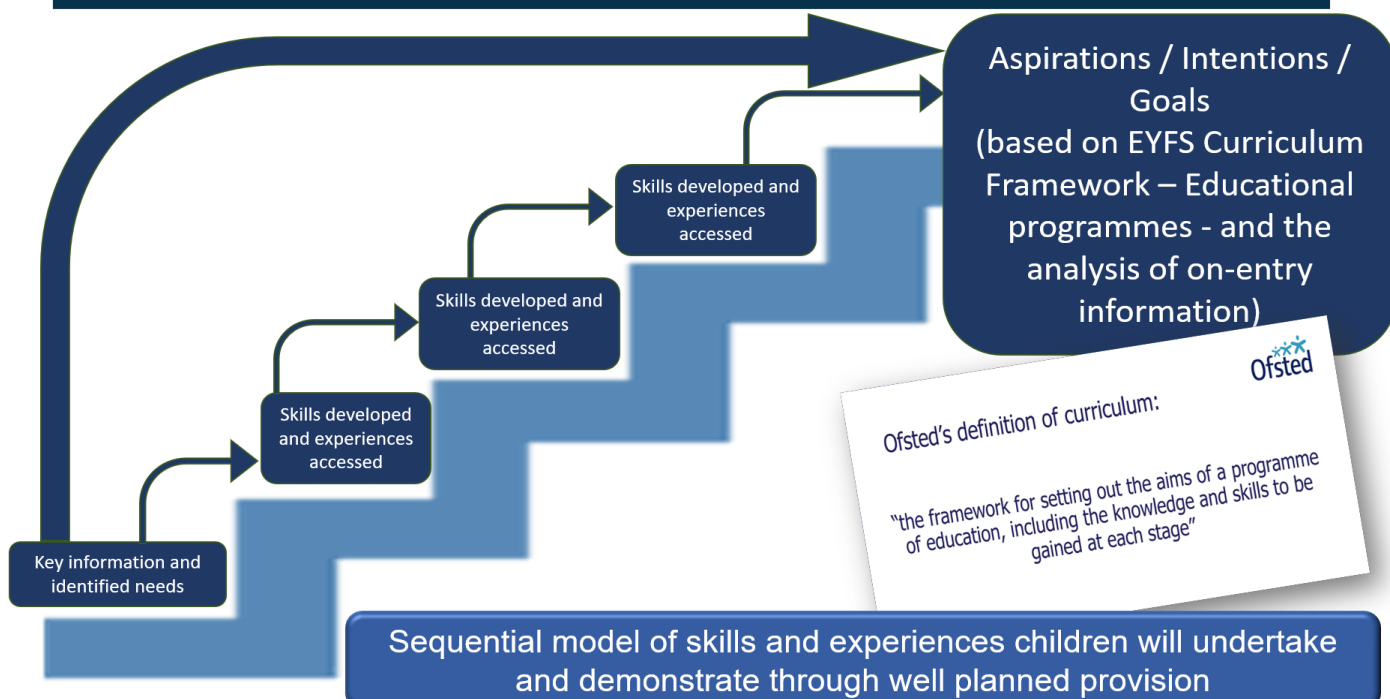 Aspirations / Intentions /
Goals
(based on EYFS Curriculum
Framework – Educational
programmes - and the
analysis of on-entry
information)
Skills developed and
experiences
accessed
Skills developed and
experiences
accessed
Skills developed
and experiences
accessed
Key information and
identified needs
Ofsted
Ofsted's definition of curriculum:
"the framework for setting out the aims of a programme
of education, including the knowledge and skills to be
gained at each stage"
Sequential model of skills and experiences children will undertake
and demonstrate through well planned provision